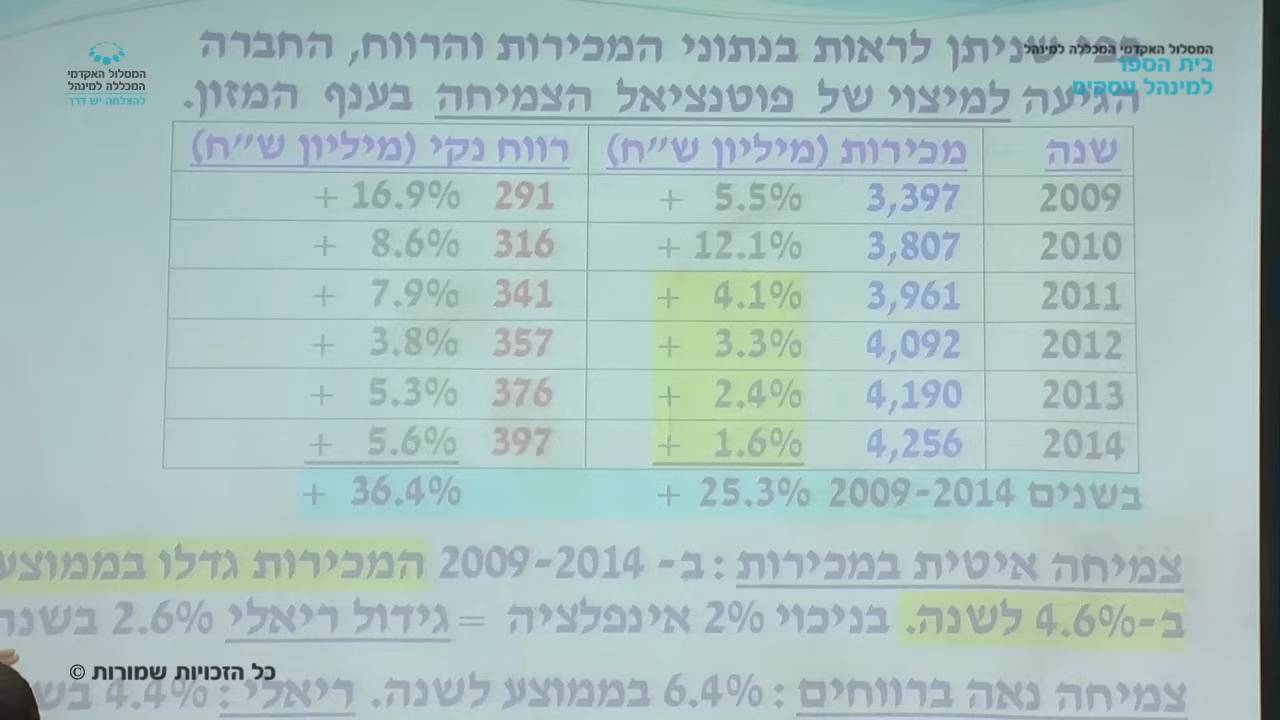 המסלול האקדמי המכללה למינהל
בית הספר
למינהל עסקים
המסלול האקדמי
המכללה למינהל
להצלחה יש דרך
כפי שניתן לראות בנתוני המכירות והרווח, החברה
הגיעה למיצוי של פוטנציאל הצמיחה בענף המזון.
שנה מכירות (מיליון ש"ח) רווח נקי (מיליון ש"ח)
2009 3,397 + 5.5% 291 + 16.9%
2010 3,807 + 12.1% 316 + 8.6%
2011 3,961 + 4.1% 341 + 7.9%
2012 4,092 + 3.3% 357 + 3.8%
2013 4,190 + 2.4% 376 + 5.3%
2014 4,256 + 1.6% 397 + 5.6%
בשנים 2009-2014 + 25.3% + 36.4%
צמיחה איטית במכירות: ב- 2009-2014 המכירות גדלו בממוצע
ב-4.6% לשנה. בניכוי 2% אינפלציה = גידול ריאלי 2.6% בשנה
צמיחה נאה ברווחים: 6.4% בממוצע לשנה. ריאלי: 4.4%
כל הזכויות שמורות ©